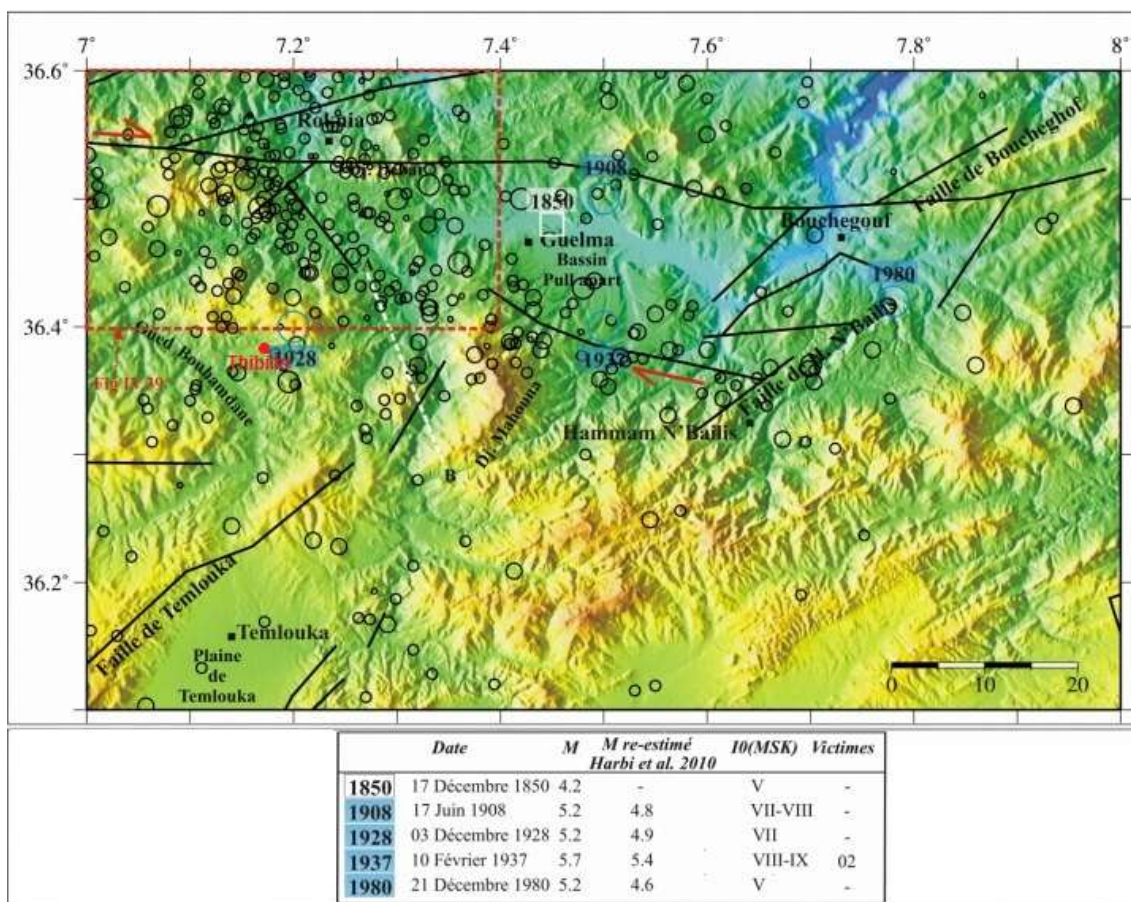 7° 7.2° 7.4° 7.6° 7.8° 8°
36.6°
Roknia
Dj. Debar
Faille de Boucheghof
1908
1850
Guelma
Bassin
Pull apart
Bouchegouf
1980
A
36.4°
1928
Oued Bouhamdane
1937
Faille de Hm. N'Bails
Dj. Mahouna
Hammam N'Bailis
B
36.2°
Faille de Temlouka
Temlouka
Plaine
de
Temlouka
0 10 20
Date M M re-estimé I0(MSK) Victimes
Harbi et al. 2010
1850 17 Décembre 1850 4.2 - V -
1908 17 Juin 1908 5.2 4.8 VII-VIII -
1928 03 Décembre 1928 5.2 4.9 VII -
1937 10 Février 1937 5.7 5.4 VIII-IX 02
1980 21 Décembre 1980 5.2 4.6 V -